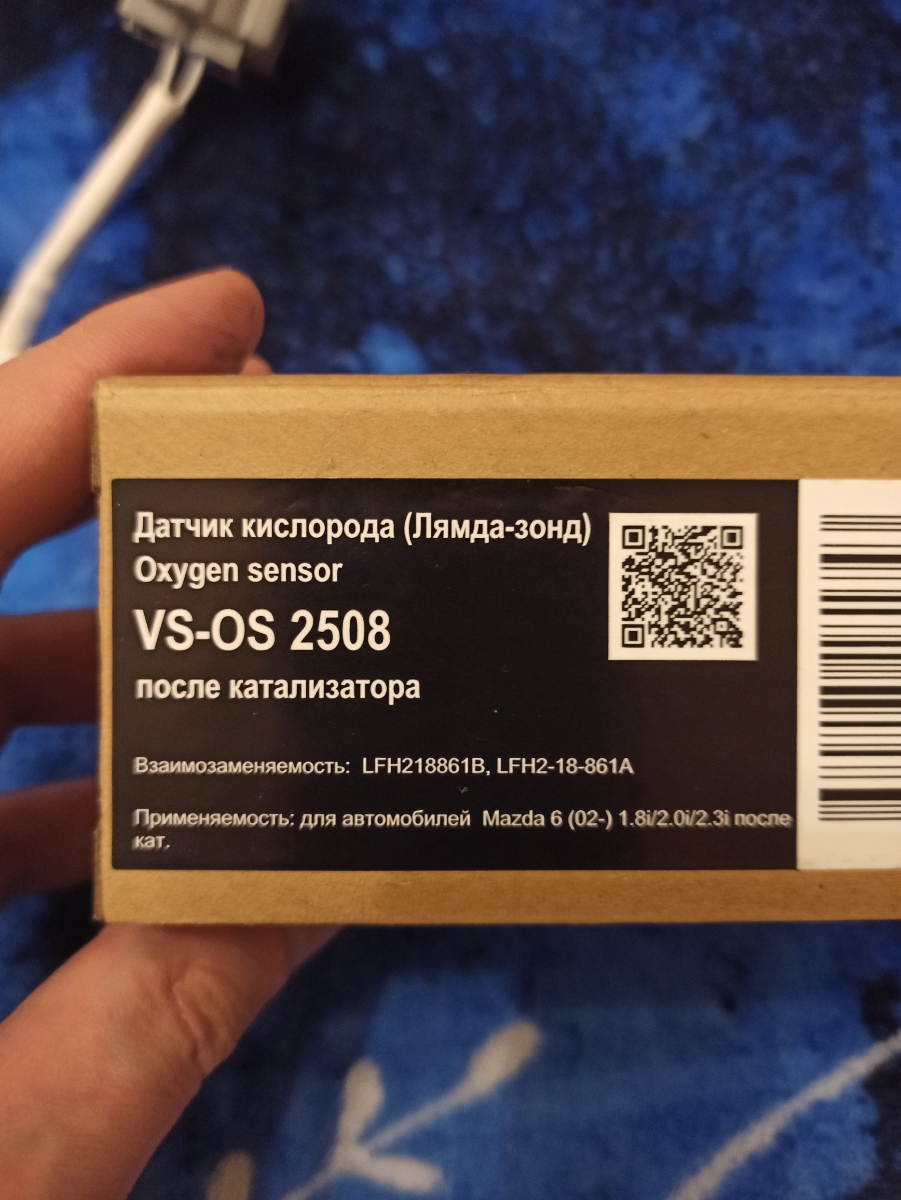 Датчик кислорода (Лямда-зонд)
Oxygen sensor
VS-OS 2508
после катализатора
Взаимозаменяемость: LFH218861B, LFH2-18-861A
Применяемость: для автомобилей Mazda 6 (02-) 1.8i/2.0i/2.3i после
кат.